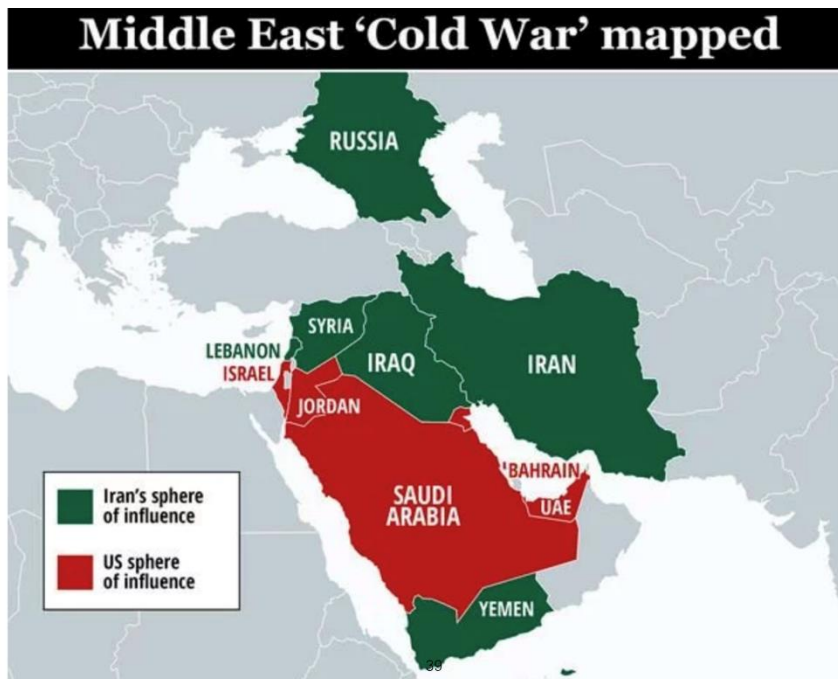 Middle East ‘Cold War’ mapped
RUSSIA
SYRIA
LEBANON
ISRAEL
IRAQ
IRAN
JORDAN
'BAHRAIN
SAUDI
ARABIA
UAE
Iran’s sphere
of influence
US sphere
of influence
YEMEN
39